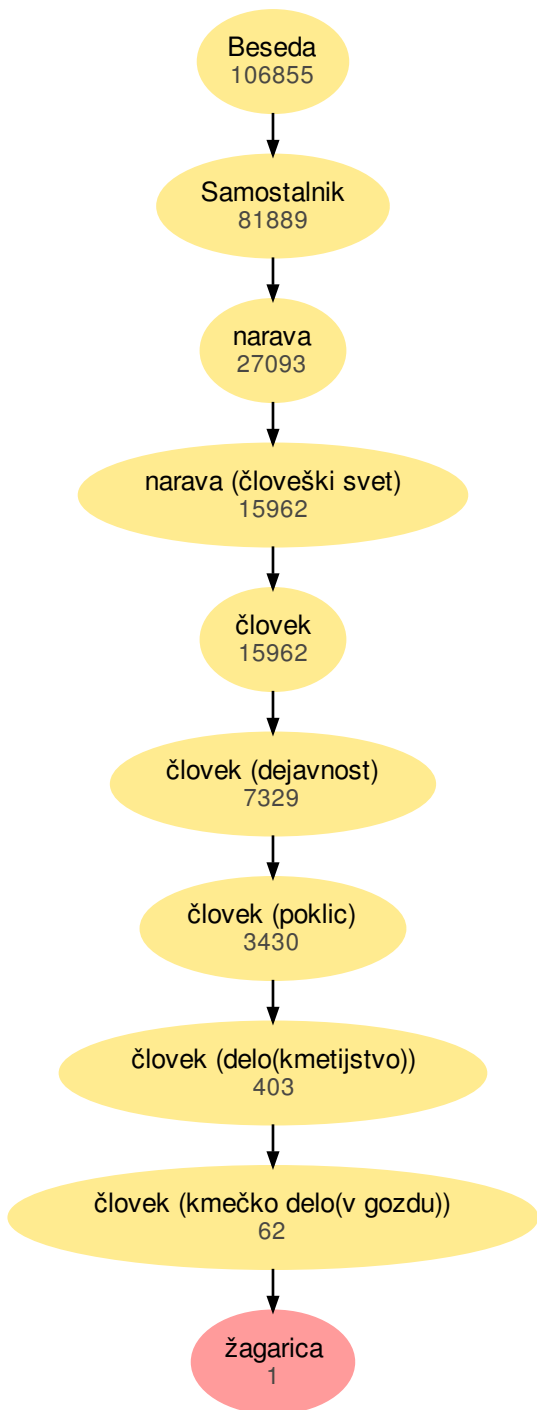 Beseda
106855
Samostalnik
81889
narava
27093
narava (človeški svet)
15962
človek
15962
človek (dejavnost)
7329
človek (poklic)
3430
človek (delo(kmetijstvo))
403
človek (kmečko delo(v gozdu))
62
žagarica
1